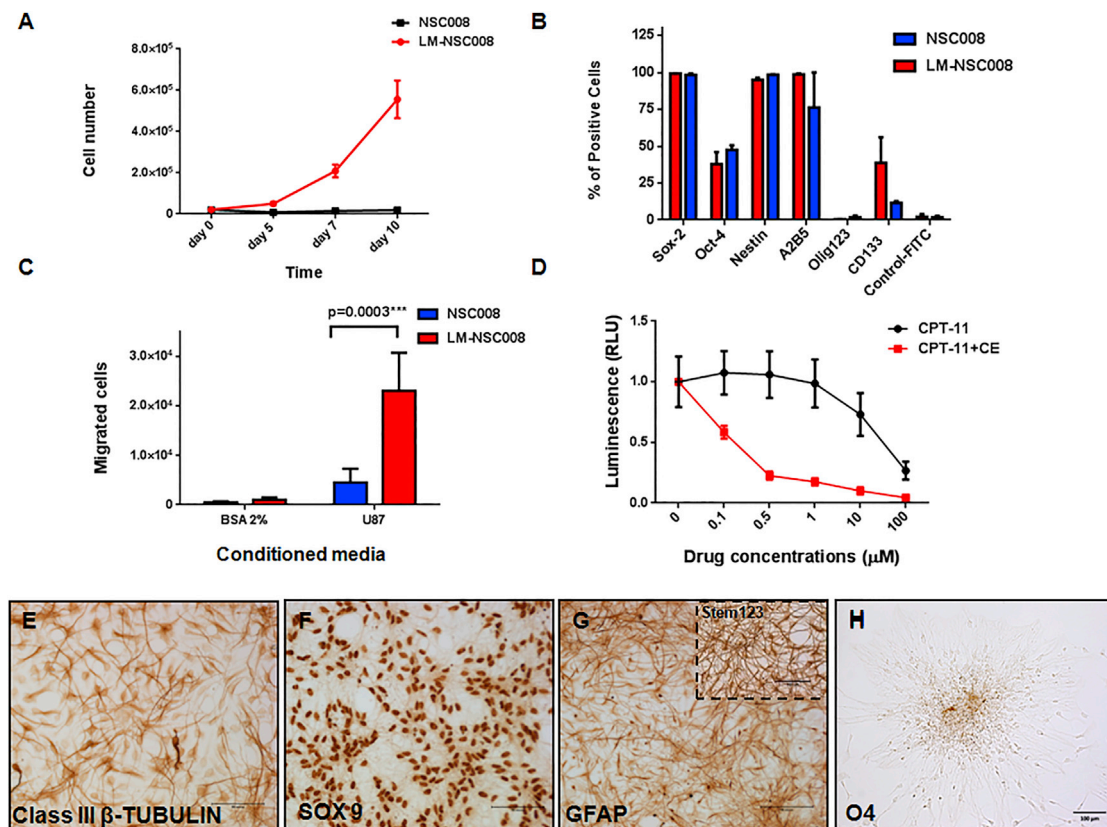 A
NSC008
LM-NSC008
8.0×10⁵
6.0×10⁵
4.0×10⁵
2.0×10⁵
0
Cell number
day 0
day 5
day 7
day 10
Time
B
NSC008
LM-NSC008
125
100
75
50
25
0
% of Positive Cells
Sox-2
Oct-4
Nestin
A2B5
Olig123
CD133
Control-FITC
C
p=0.0003***
NSC008
LM-NSC008
3.0×10⁴
2.0×10⁴
1.0×10⁴
0
Migrated cells
BSA 2%
U87
Conditioned media
D
CPT-11
CPT-11+CE
1.5
1.0
0.5
0.0
Luminescence (RLU)
0
0.1
0.5
1
10
100
Drug concentrations (µM)
E
Class III β-TUBULIN
F
SOX 9
G
Stem123
GFAP
H
O4
100 µm